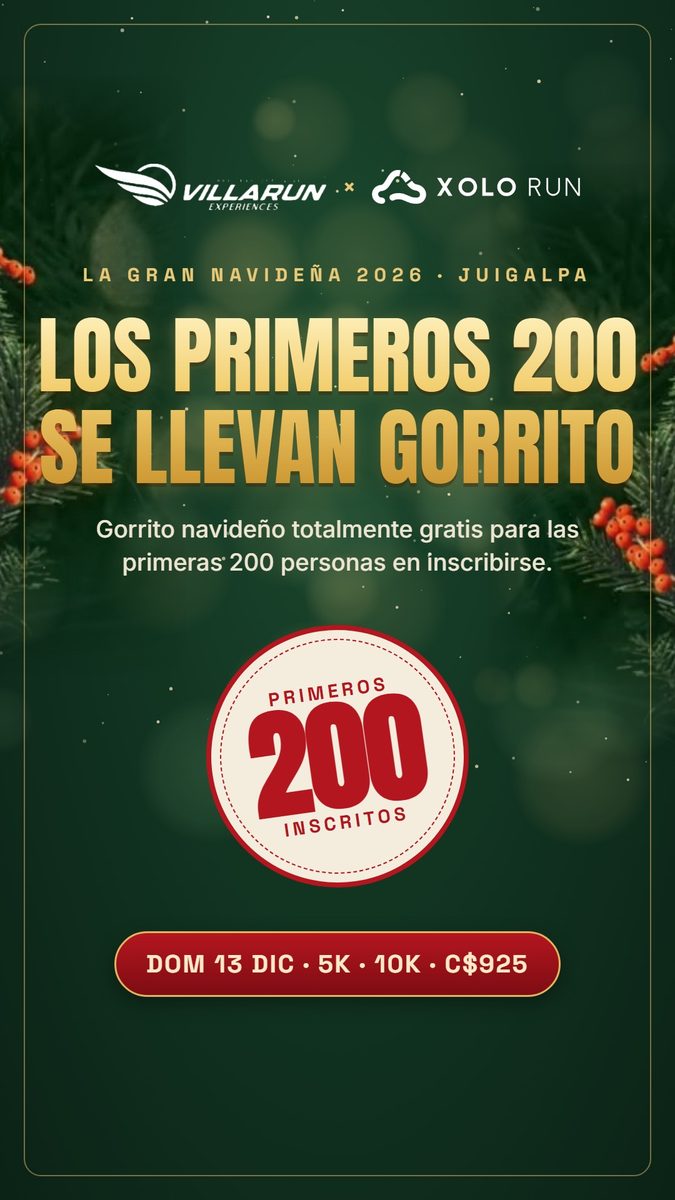 VILLARUN
EXPERIENCES
×
XOLO RUN
LA GRAN NAVIDEÑA 2026 · JUIGALPA
LOS PRIMEROS 200
SE LLEVAN GORRITO
Gorrito navideño totalmente gratis para las
primeras 200 personas en inscribirse.
PRIMEROS
200
INSCRITOS
DOM 13 DIC · 5K · 10K · C$925